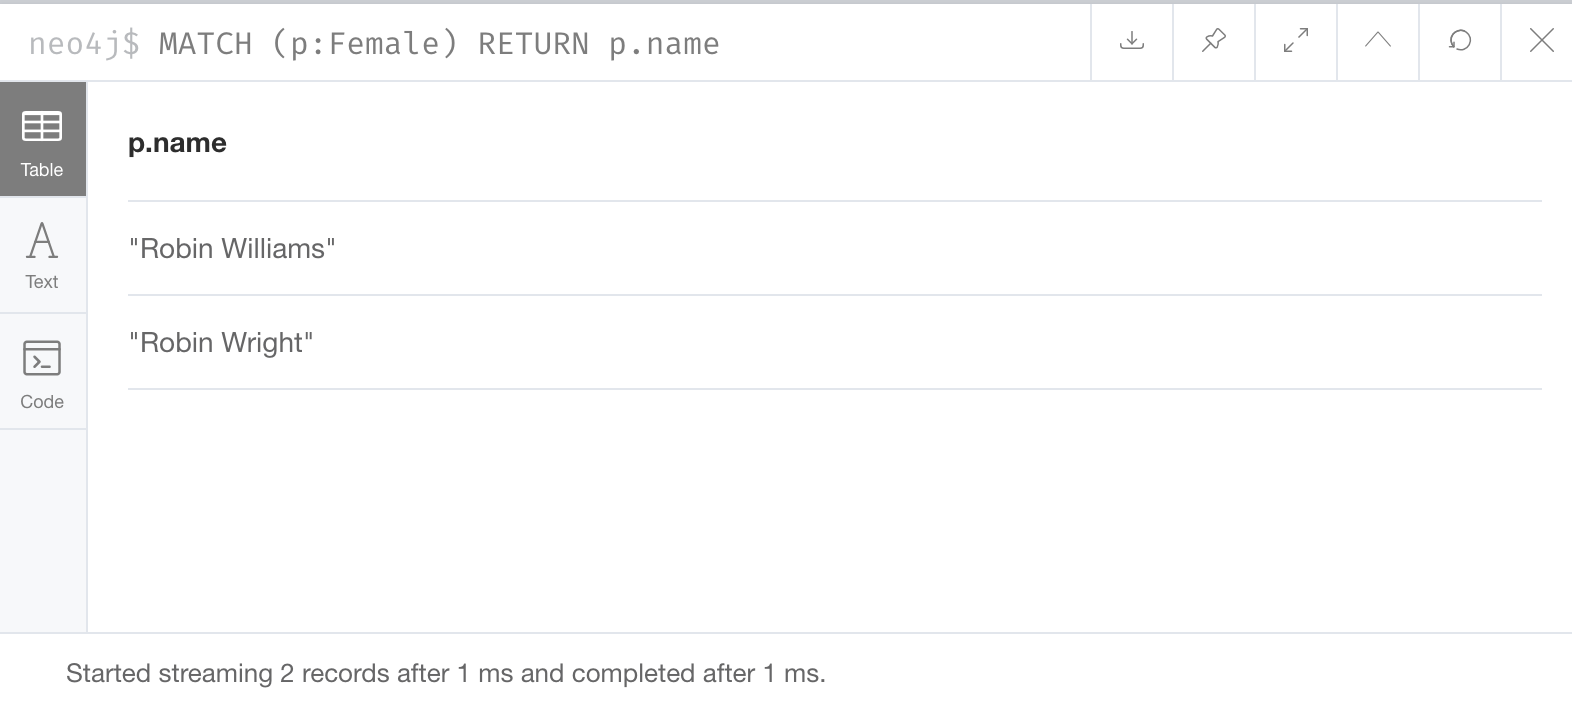 neo4j$ MATCH (p:Female) RETURN p.name
Table
p.name
"Robin Williams"
Text
"Robin Wright"
Code
Started streaming 2 records after 1 ms and completed after 1 ms.